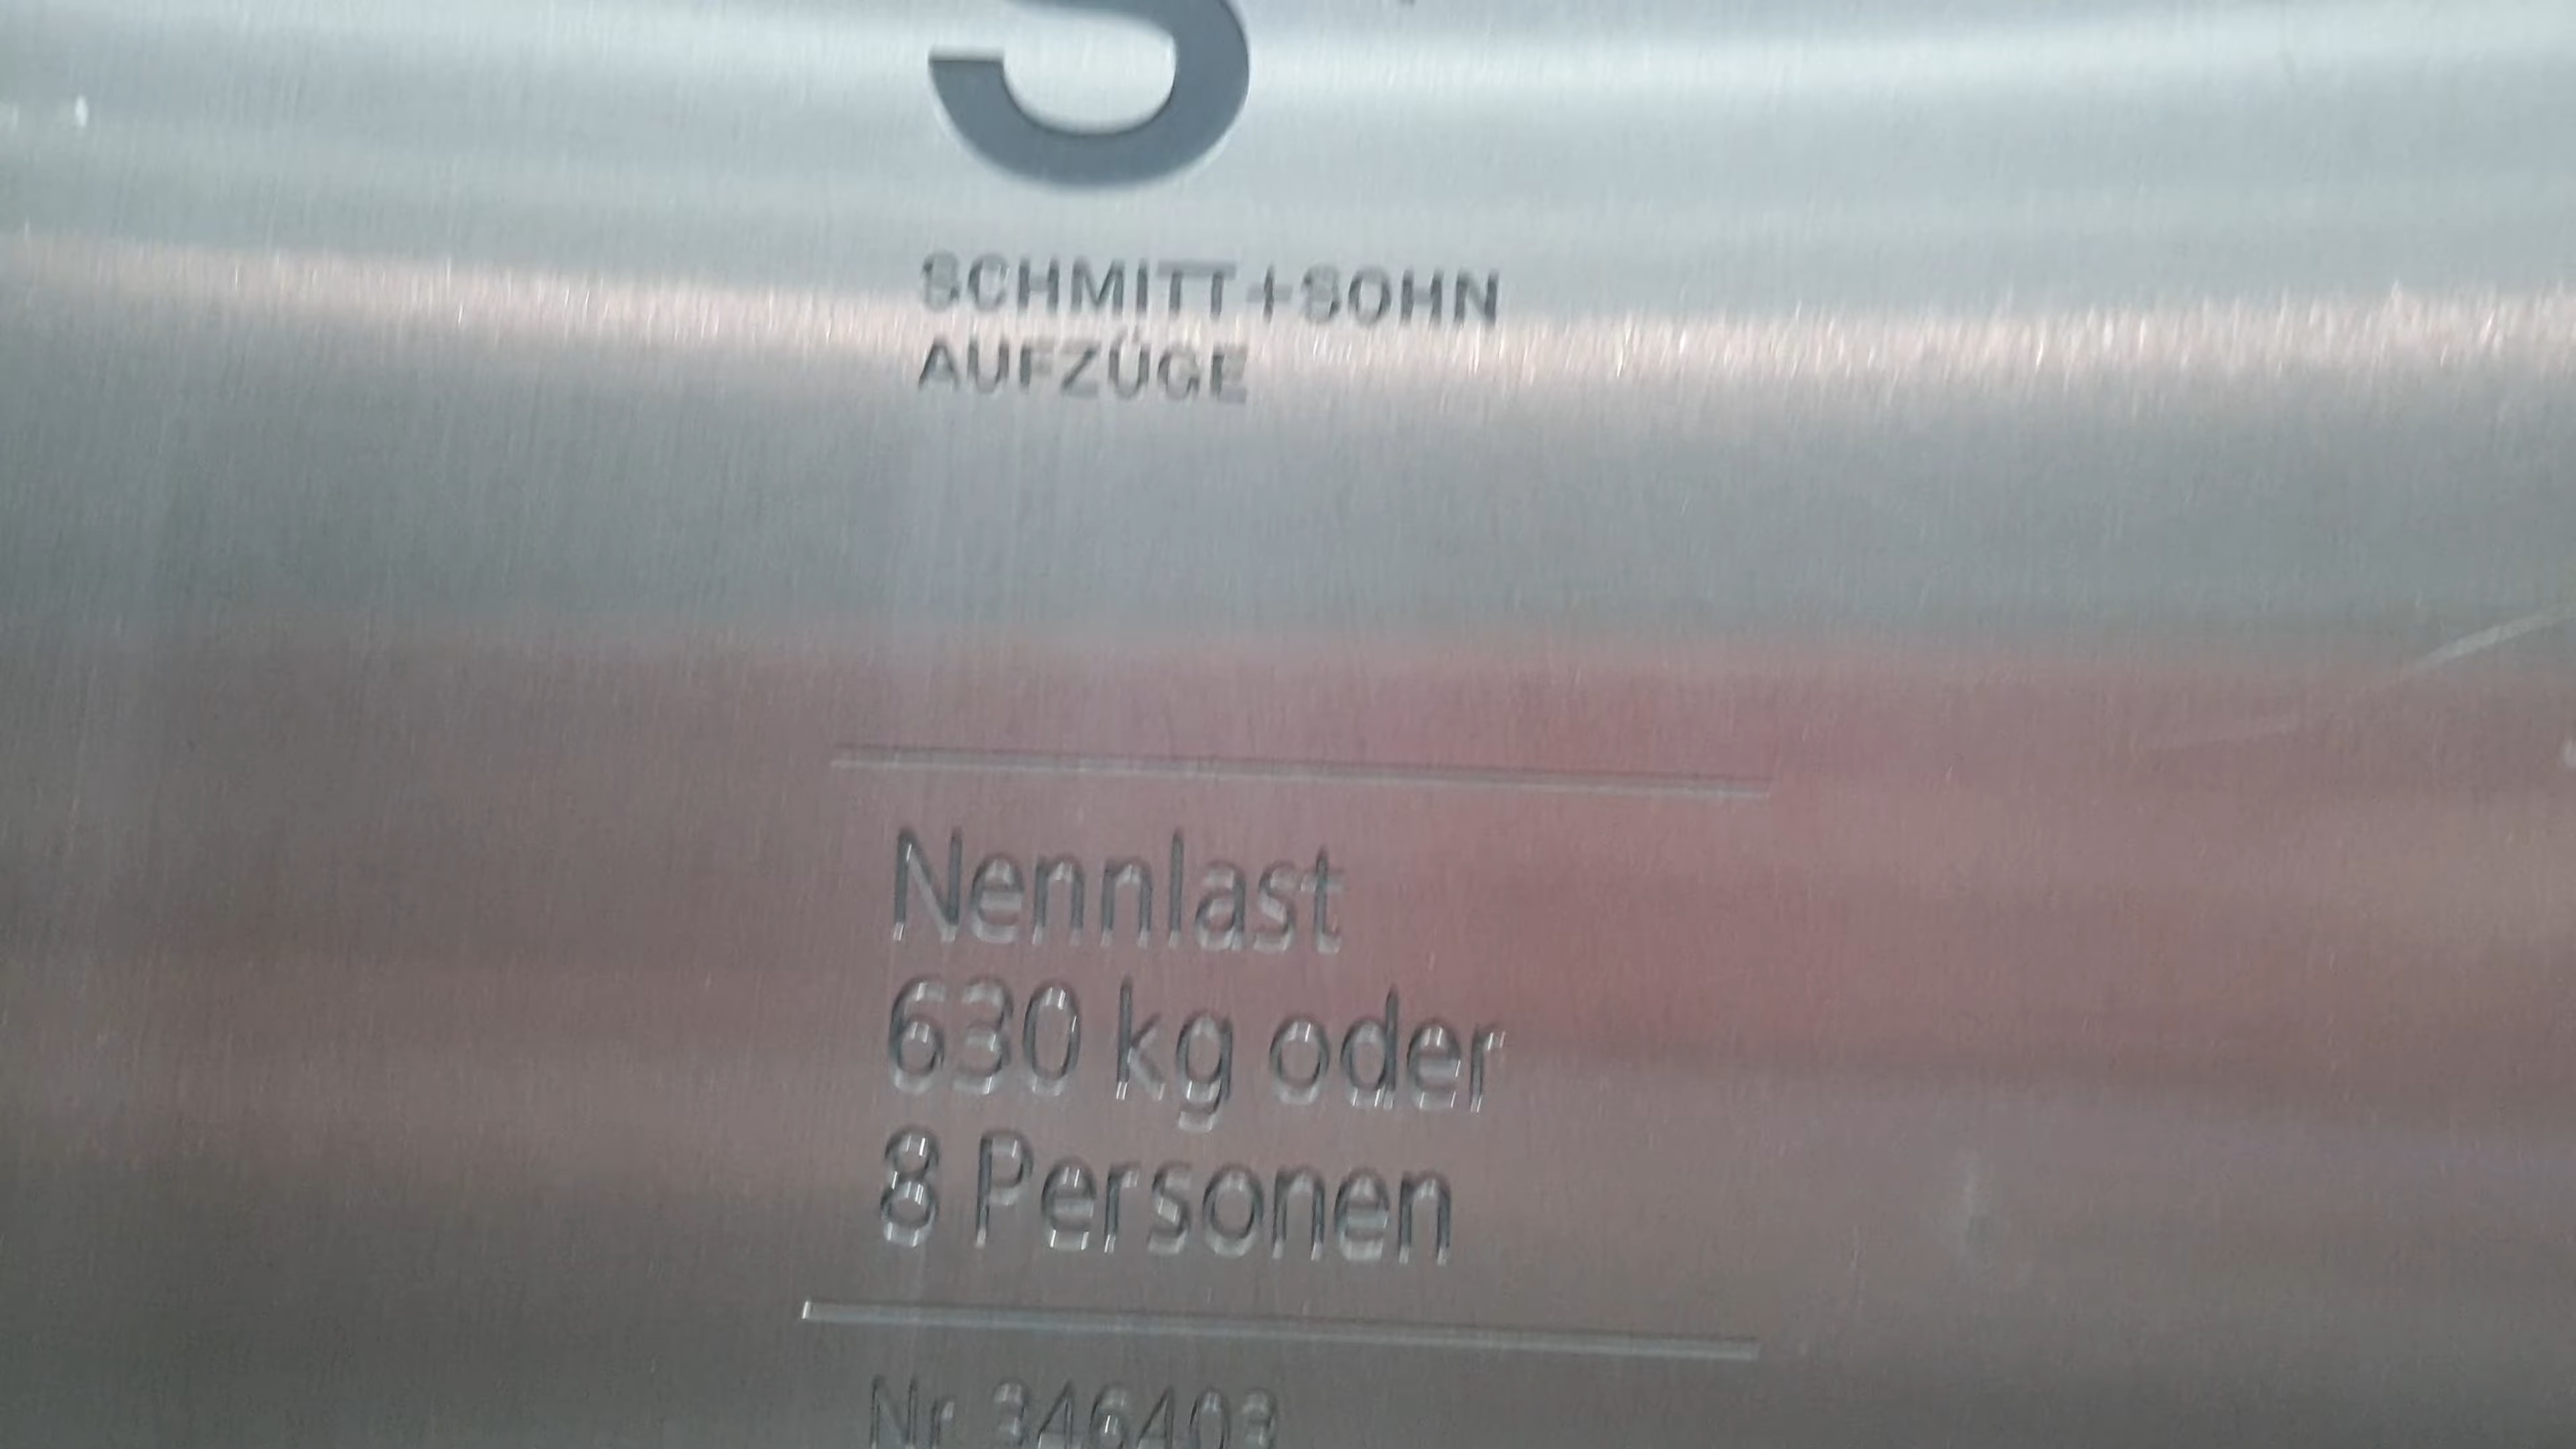 S
SCHMITT+SOHN
AUFZÜGE
Nennlast
630 kg oder
8 Personen
Nr 346403